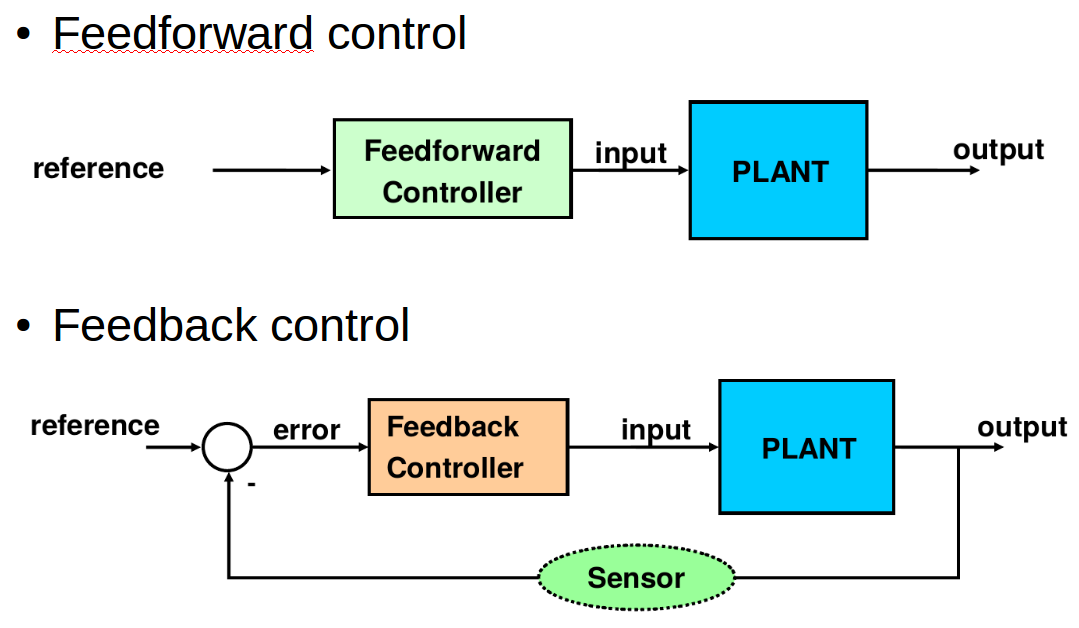 • Feedforward control
reference
Feedforward
Controller
input
PLANT
output
• Feedback control
reference
error
Feedback
Controller
input
PLANT
output
-
Sensor